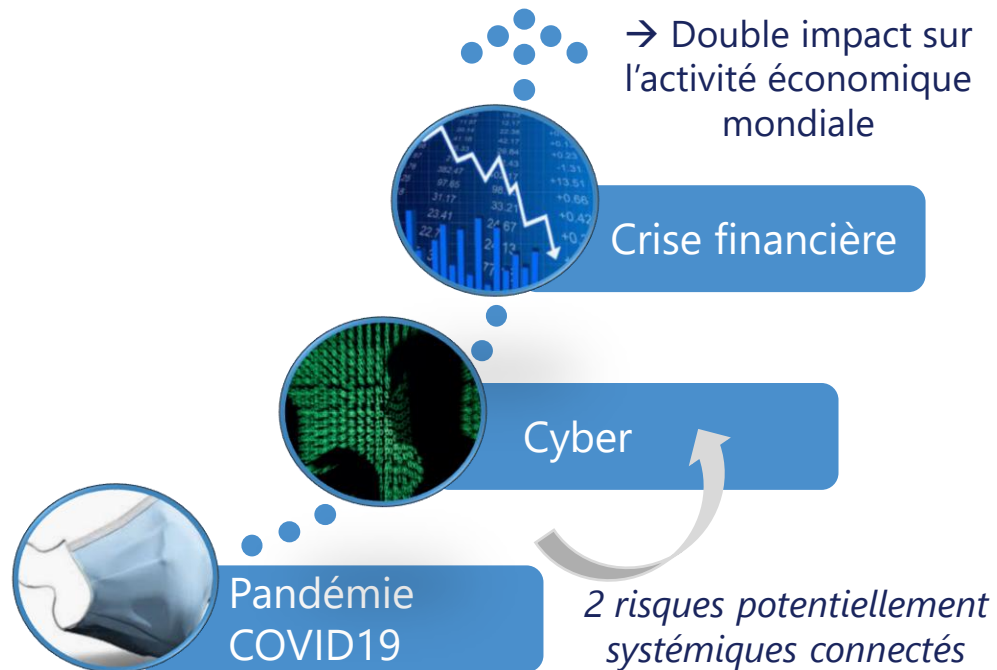 → Double impact sur
l’activité économique
mondiale
Crise financière
Cyber
Pandémie
COVID19
2 risques potentiellement
systémiques connectés